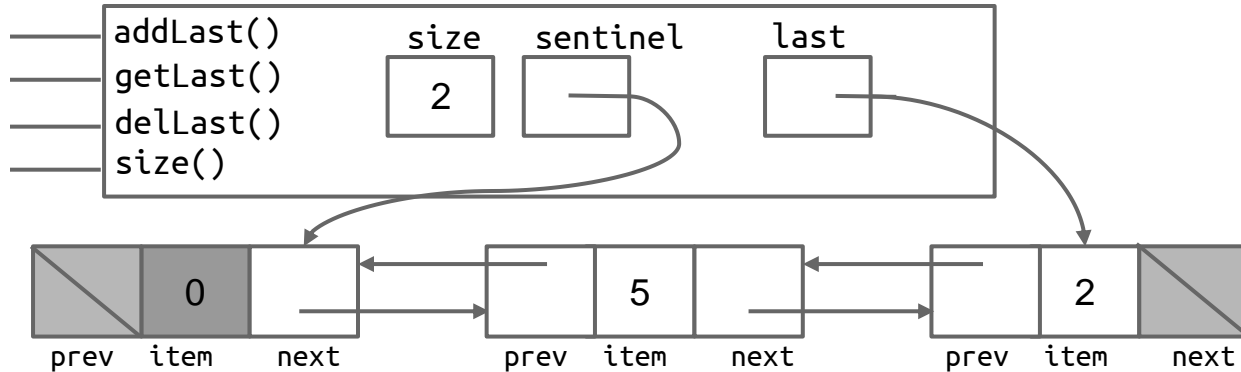 addLast()
size sentinel last
getLast()
2
delLast()
size()
0 5 2
prev item next prev item next prev item next